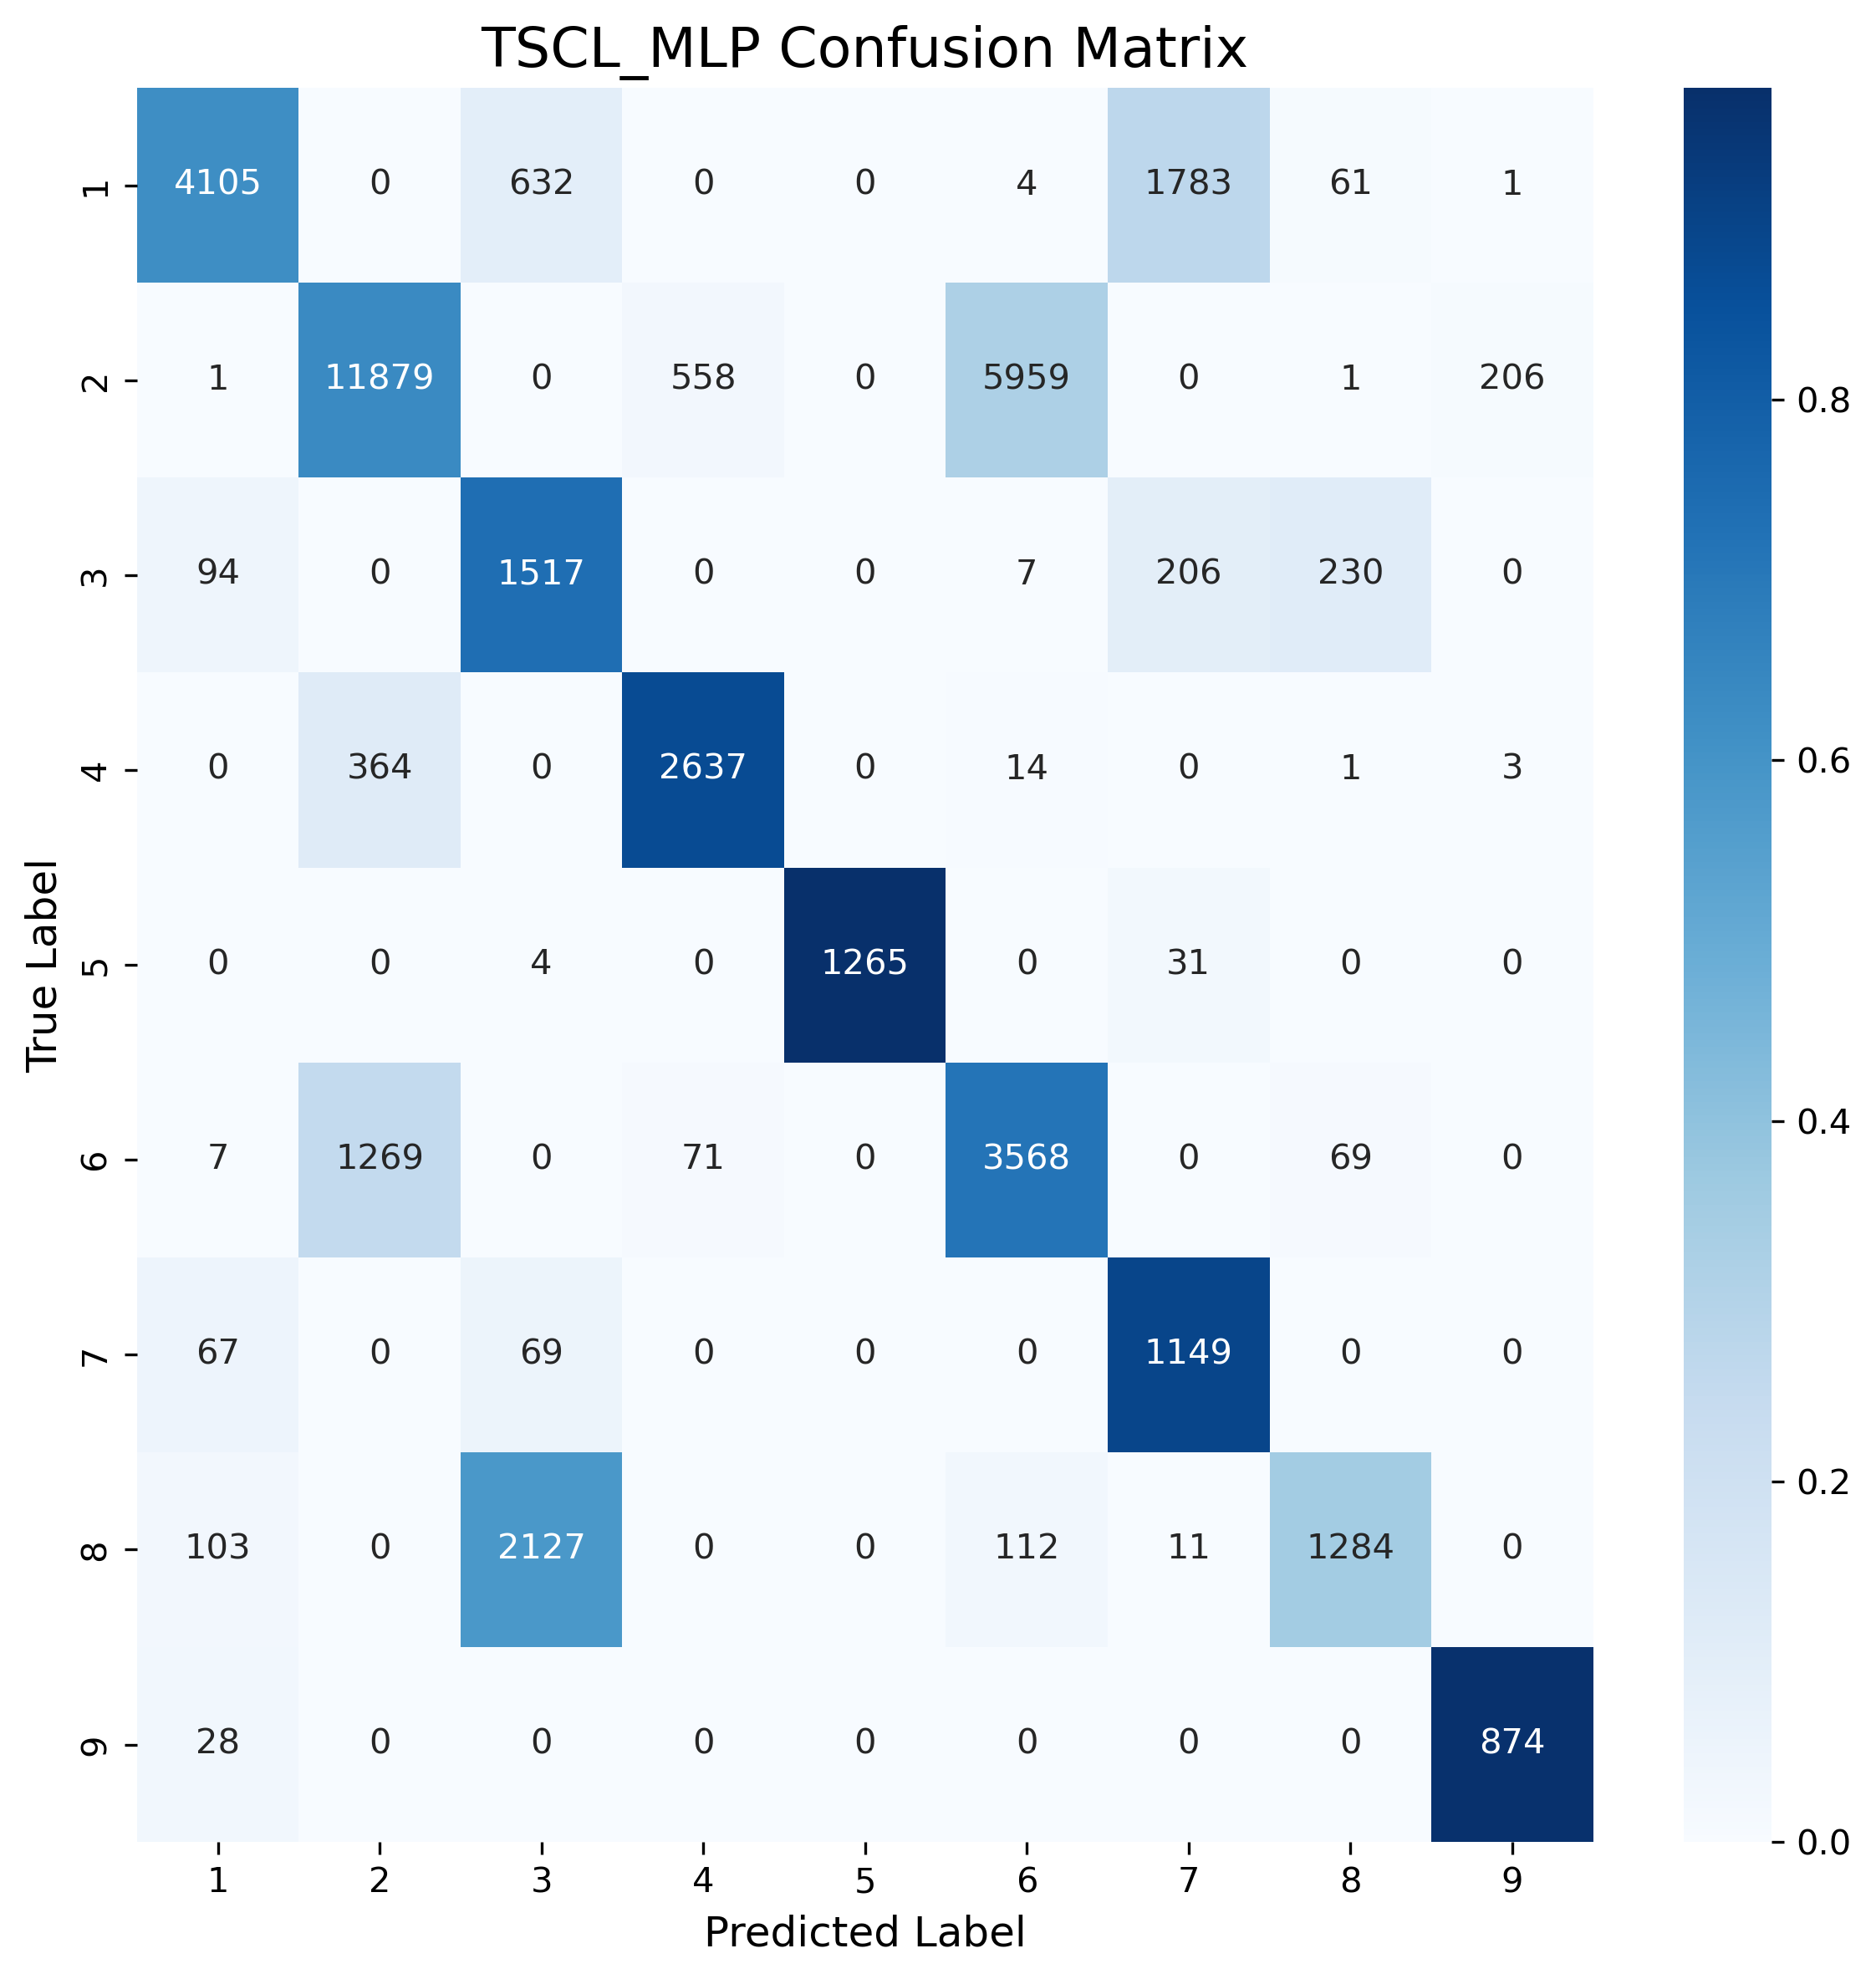 TSCL_MLP Confusion Matrix
1 4105 0 632 0 0 4 1783 61 1
2 1 11879 0 558 0 5959 0 1 206
3 94 0 1517 0 0 7 206 230 0
4 0 364 0 2637 0 14 0 1 3
5 0 0 4 0 1265 0 31 0 0
6 7 1269 0 71 0 3568 0 69 0
7 67 0 69 0 0 0 1149 0 0
8 103 0 2127 0 0 112 11 1284 0
9 28 0 0 0 0 0 0 0 874
1 2 3 4 5 6 7 8 9
Predicted Label
True Label
0.8
0.6
0.4
0.2
0.0